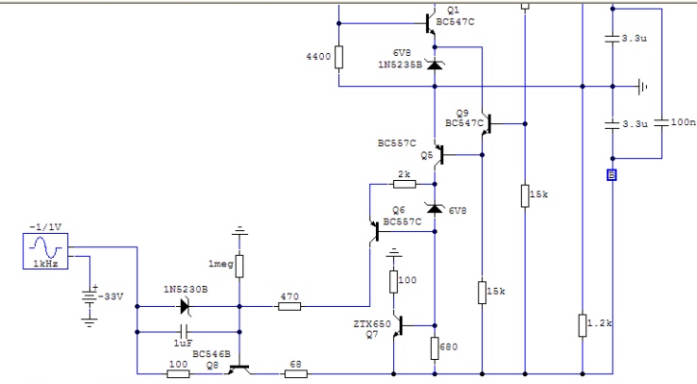 Q1
BC547C
3.3u
4400
6V8
1N5235B
Q9
BC547C
3.3u
100n
BC557C
Q5
2k
15k
Q6
BC557C
6V8
-1/1V
1kHz
1meg
-33V
+
1N5230B
470
100
15k
ZTX650
Q7
1.2k
1uF
680
BC546B
100
Q8
68